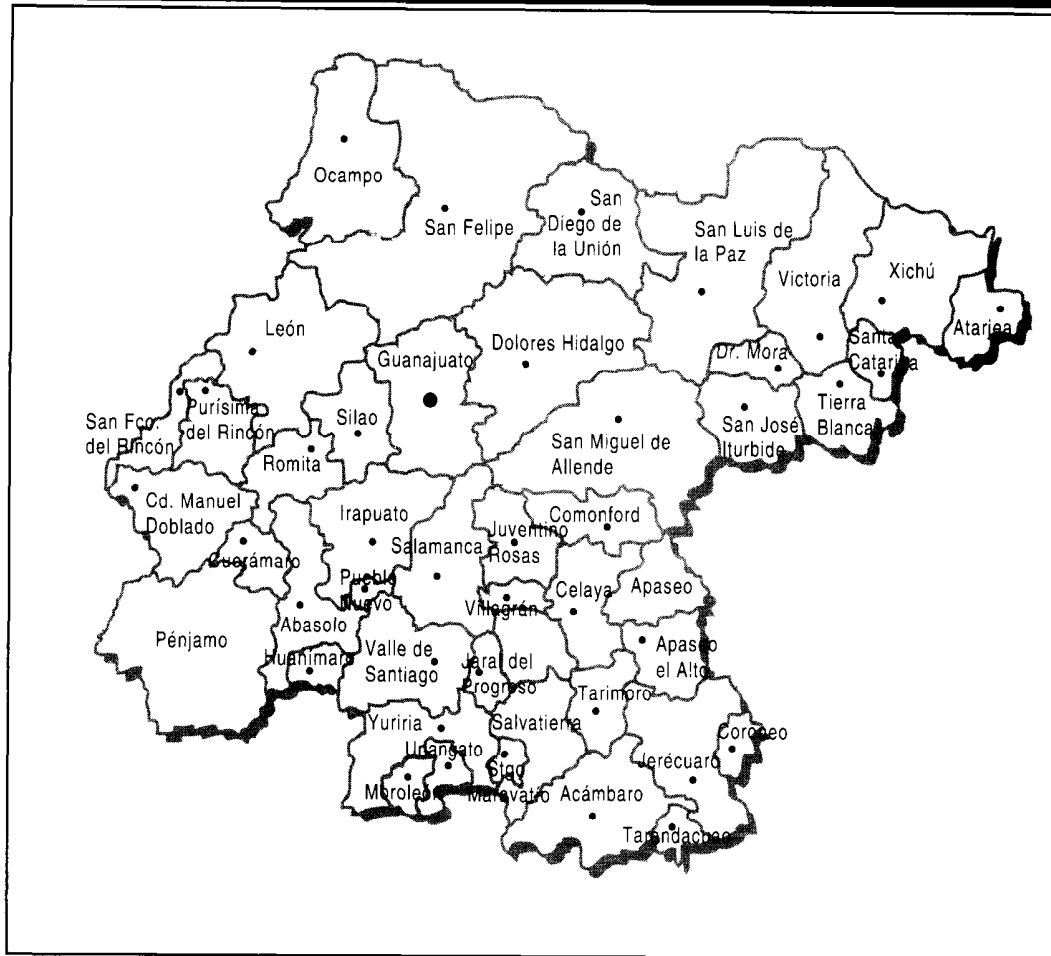 Ocampo
San Felipe
San
Diego de
la Unión
San Luis de
la Paz
Victoria
Xichú
Atarjea
León
Guanajuato
Dolores Hidalgo
Dr. Mora
Santa
Catarina
San Fco.
del Rincón
Purísima
del Rincón
Silao
Romita
San Miguel de
Allende
San José
Iturbide
Tierra
Blanca
Cd. Manuel
Doblado
Irapuato
Salamanca
Juventino
Rosas
Comonford
Cuerámaro
Pueblo
Nuevo
Villagrán
Celaya
Apaseo
Pénjamo
Abasolo
Huanímaro
Valle de
Santiago
Jaral del
Progreso
Apaseo
el Alto
Tarimoro
Yuriria
Uriangato
Salvatierra
Stgo
Maravatío
Moroleón
Acámbaro
Jerécuaro
Coroneo
Tarandacuao